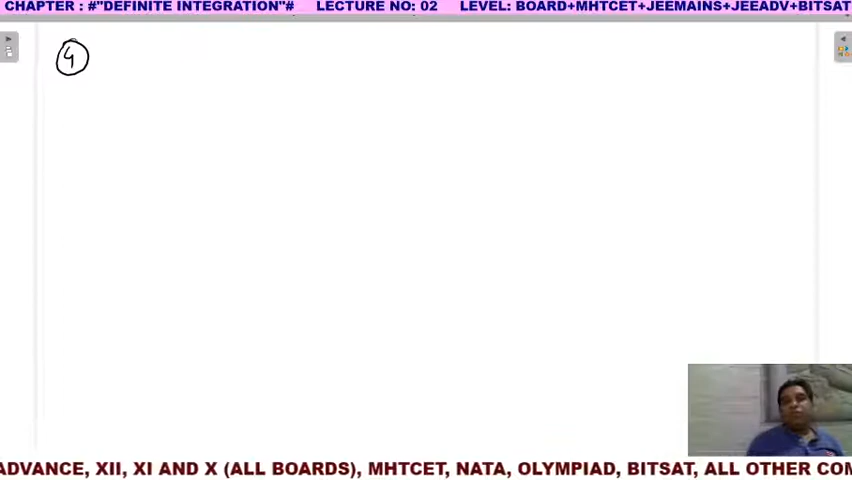 CHAPTER : #"DEFINITE INTEGRATION"# LECTURE NO: 02 LEVEL: BOARD+MHTCET+JEEMAINS+JEEADV+BITSAT
4
ADVANCE, XII, XI AND X (ALL BOARDS), MHTCET, NATA, OLYMPIAD, BITSAT, ALL OTHER COM